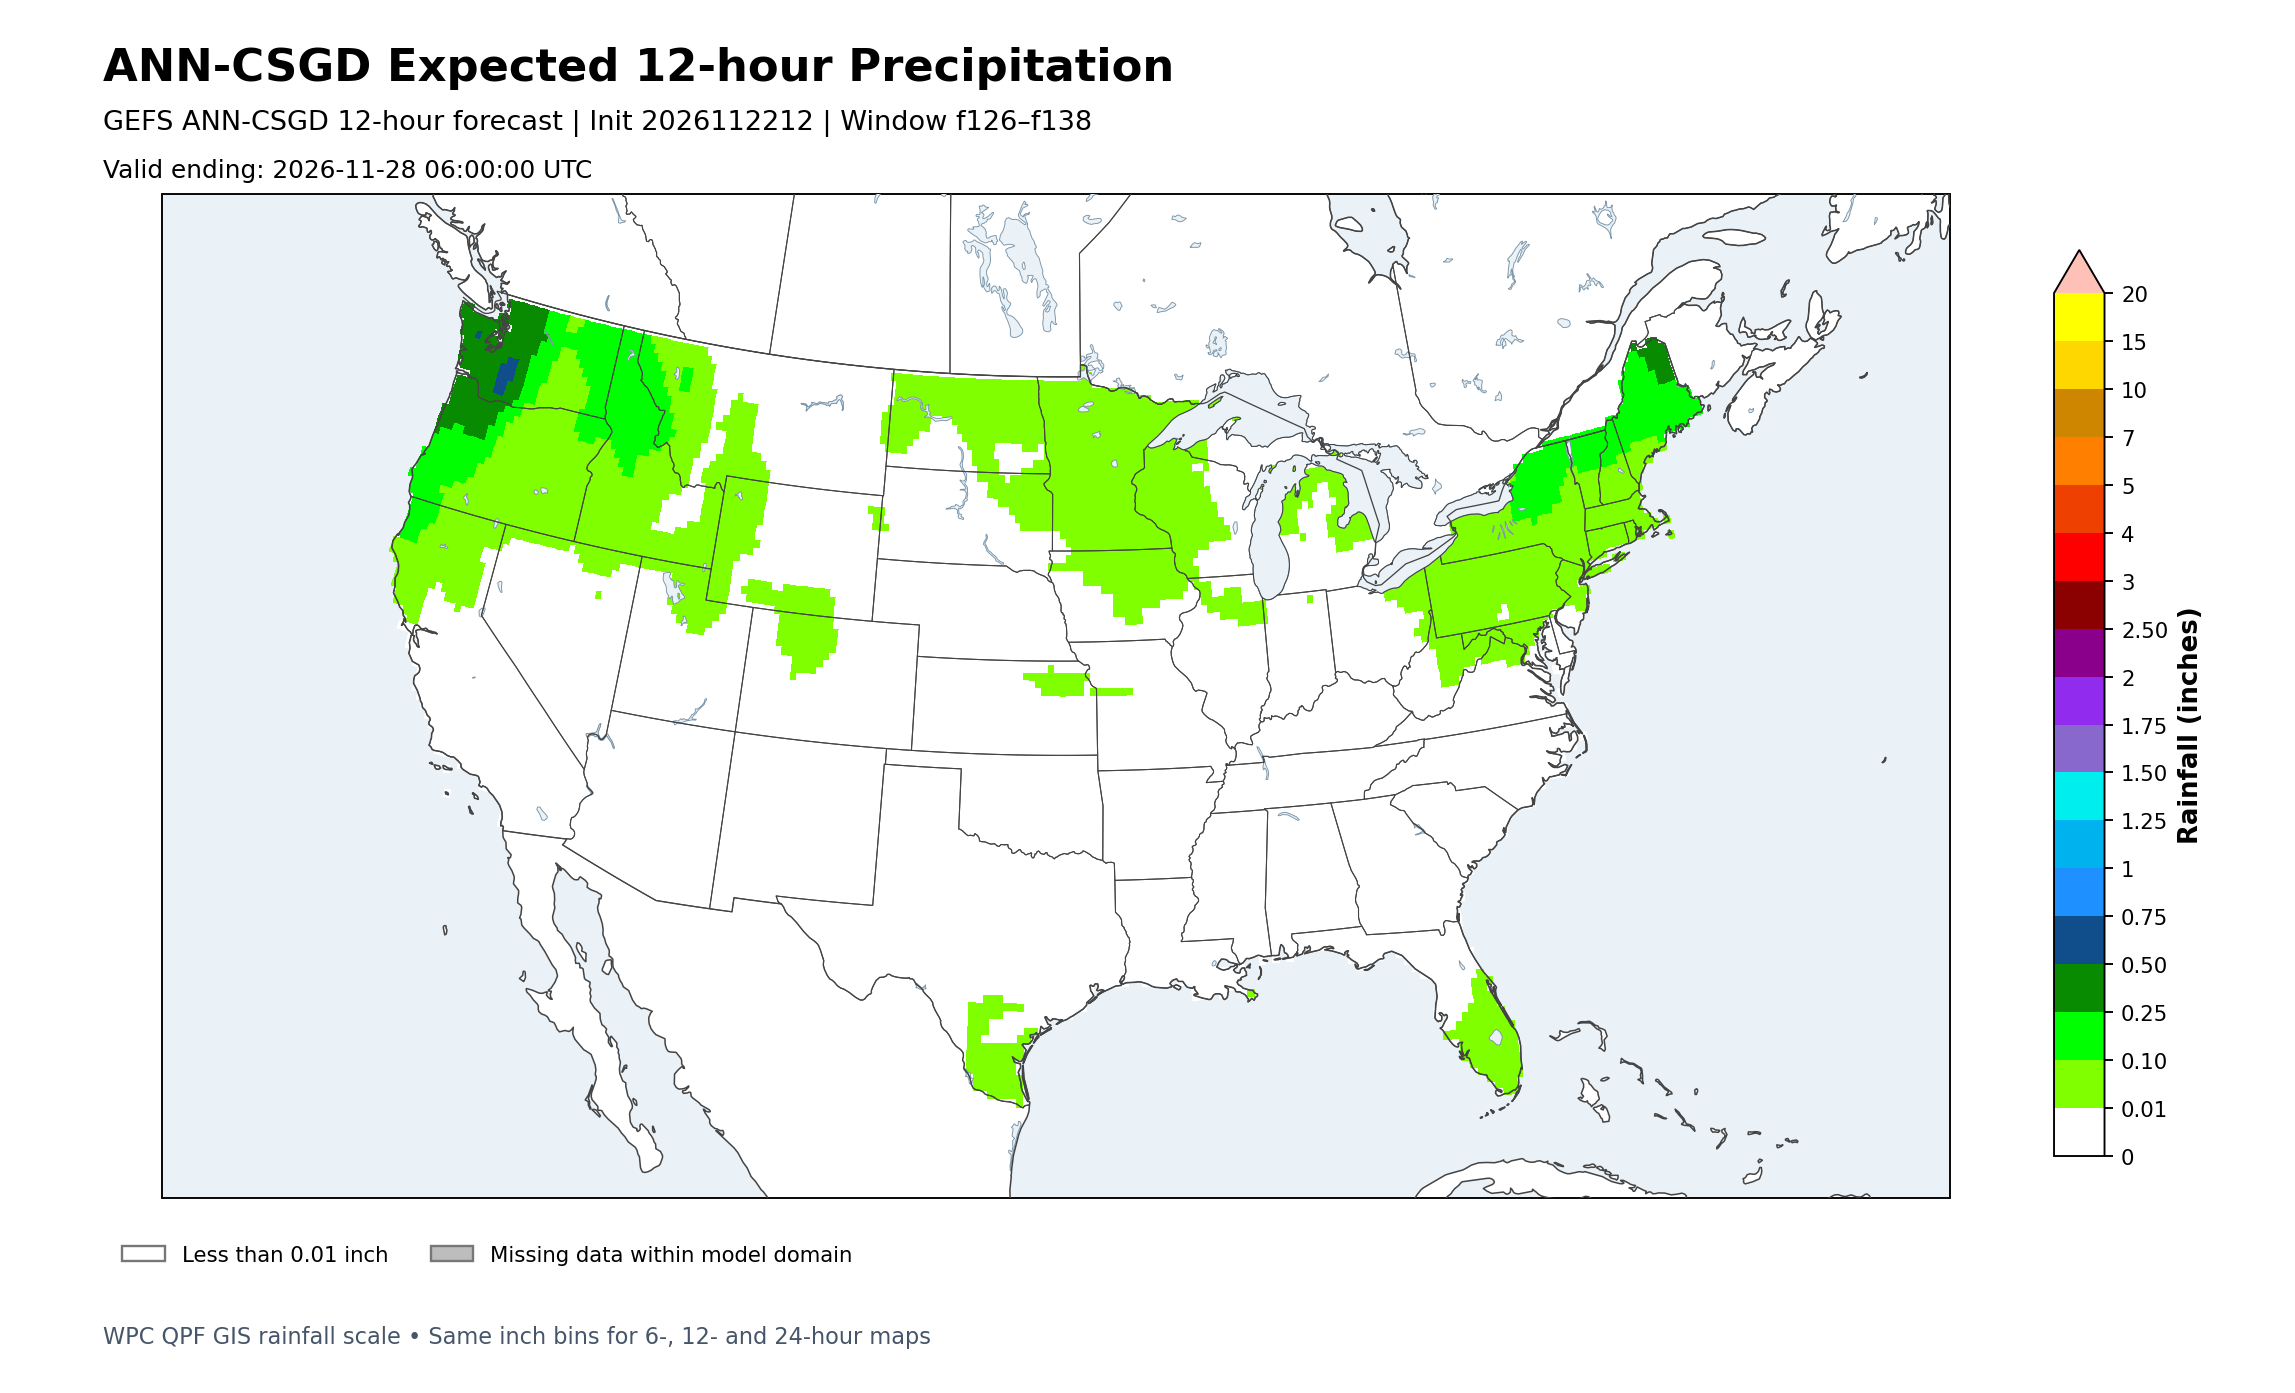 ANN-CSGD Expected 12-hour Precipitation
GEFS ANN-CSGD 12-hour forecast | Init 2026112212 | Window f126–f138
Valid ending: 2026-11-28 06:00:00 UTC
20
15
10
7
5
4
3
2.50
2
1.75
1.50
1.25
1
0.75
0.50
0.25
0.10
0.01
0
Rainfall (inches)
Less than 0.01 inch
Missing data within model domain
WPC QPF GIS rainfall scale • Same inch bins for 6-, 12- and 24-hour maps